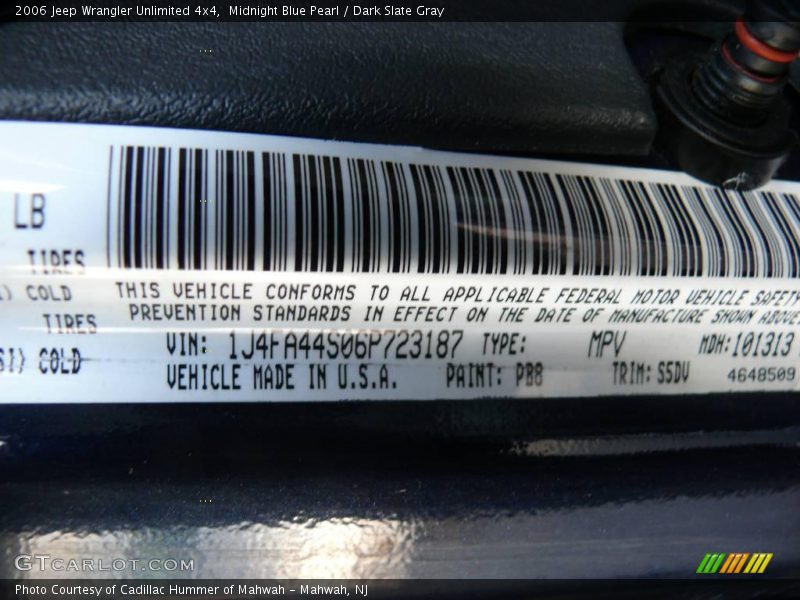 2006 Jeep Wrangler Unlimited 4x4,  Midnight Blue Pearl / Dark Slate Gray
LB
TIRES
COLD
TIRES
SI) COLD
THIS VEHICLE CONFORMS TO ALL APPLICABLE FEDERAL MOTOR VEHICLE SAFETY
PREVENTION STANDARDS IN EFFECT ON THE DATE OF MANUFACTURE SHOWN ABOVE
VIN: 1J4FA44S06P723187 TYPE: MPV MDH: 101313
VEHICLE MADE IN U.S.A. PAINT: PB8 TRIM: S5DV 4648509
GTCARLOT.COM
Photo Courtesy of Cadillac Hummer of Mahwah - Mahwah, NJ